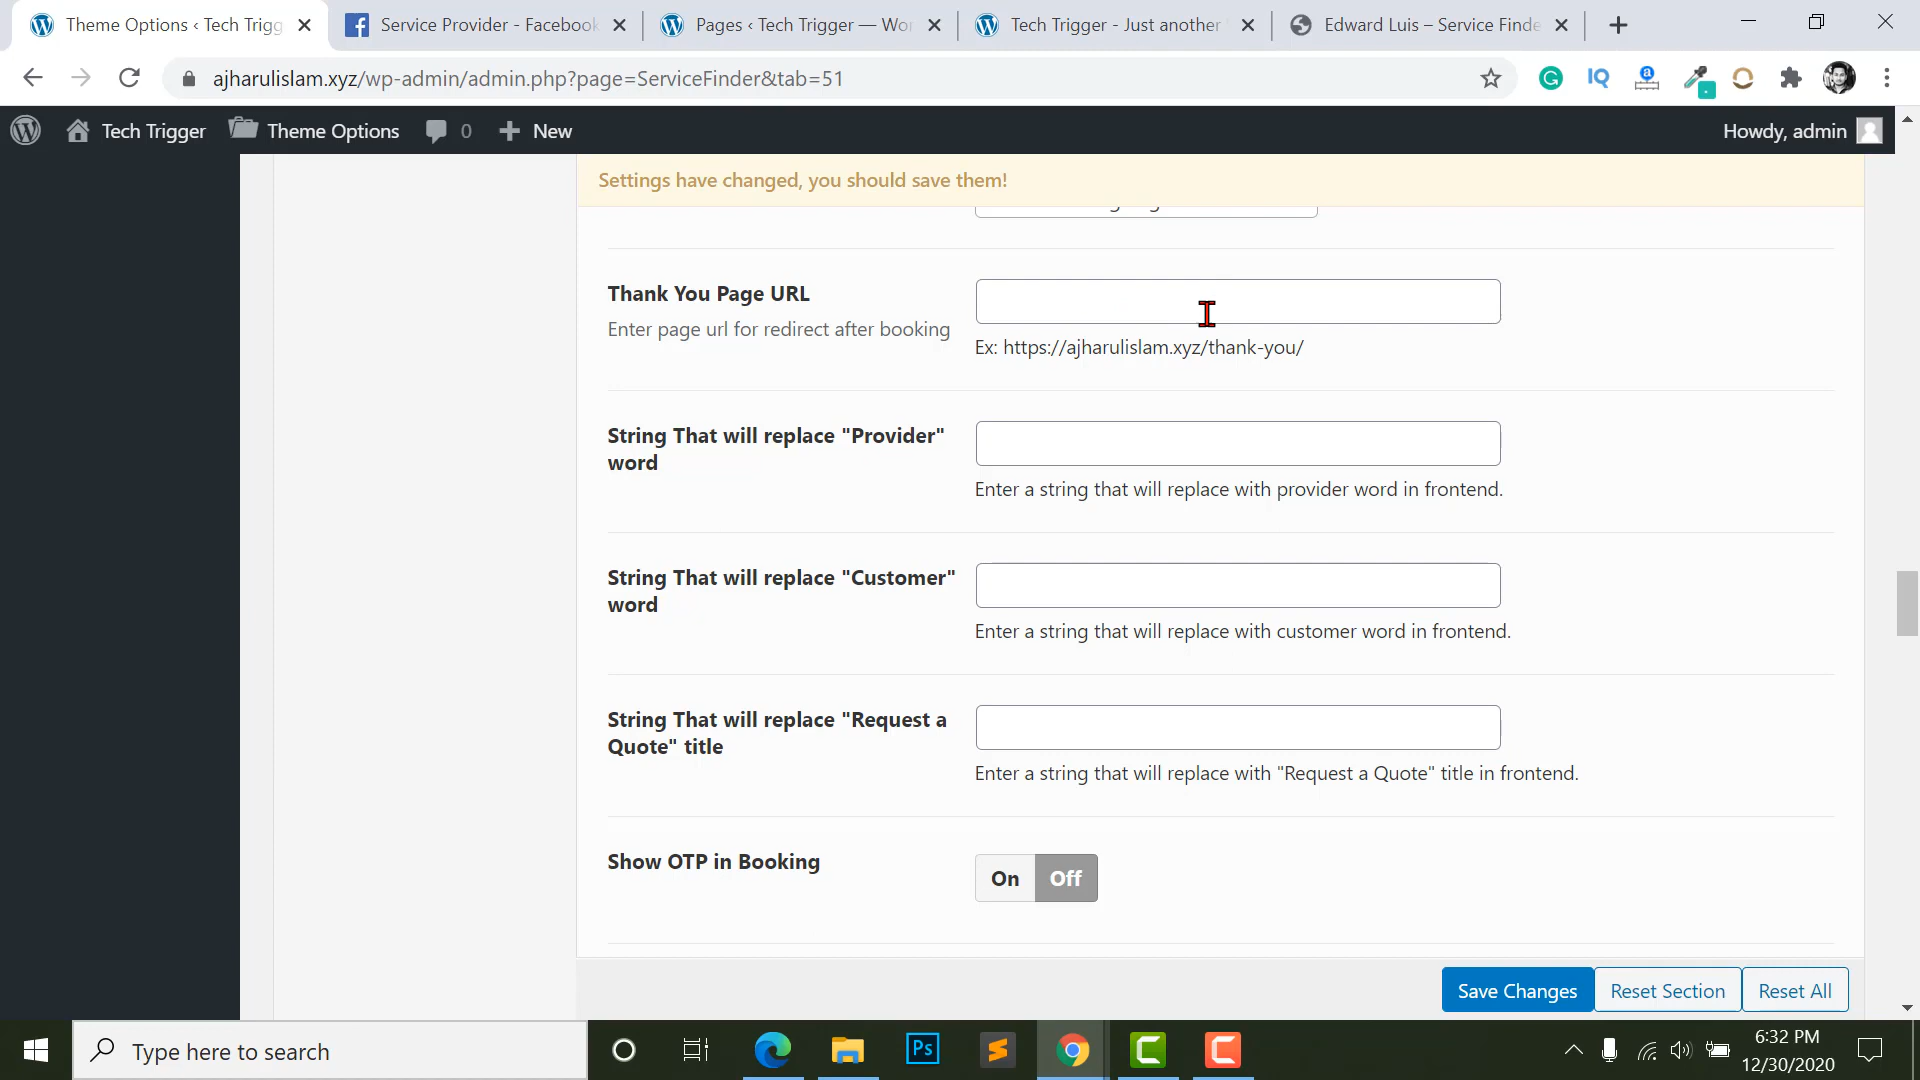 Theme Options ‹ Tech Trigg
Service Provider - Facebook
Pages ‹ Tech Trigger — Wor
Tech Trigger - Just another
Edward Luis – Service Finde
ajharulislam.xyz/wp-admin/admin.php?page=ServiceFinder&tab=51
Tech Trigger
Theme Options
0
New
Howdy, admin
Settings have changed, you should save them!
Thank You Page URL
Enter page url for redirect after booking
Ex: https://ajharulislam.xyz/thank-you/
String That will replace "Provider"
word
Enter a string that will replace with provider word in frontend.
String That will replace "Customer"
word
Enter a string that will replace with customer word in frontend.
String That will replace "Request a
Quote" title
Enter a string that will replace with "Request a Quote" title in frontend.
Show OTP in Booking
On
Off
Save Changes
Reset Section
Reset All
Type here to search
Ps
6:32 PM
12/30/2020